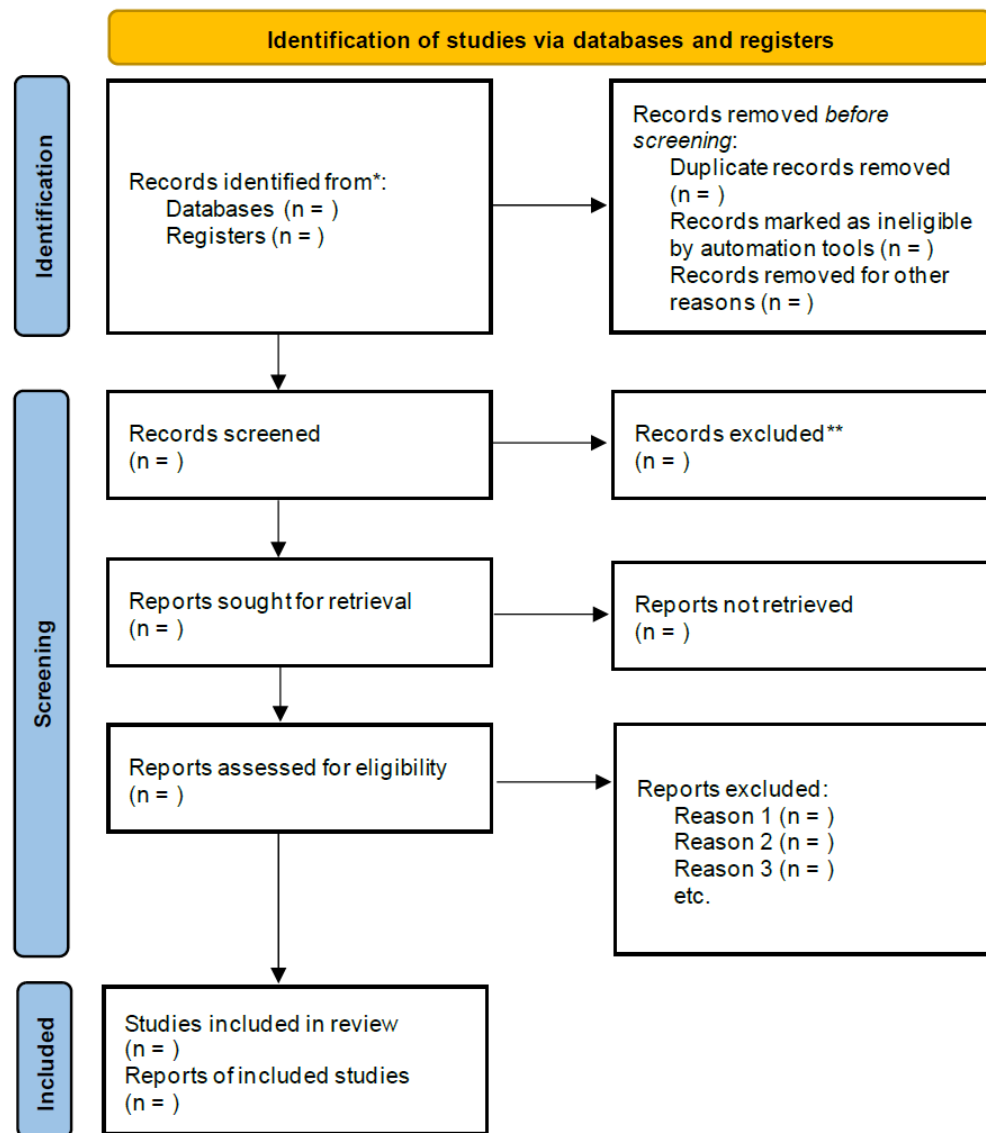 Identification of studies via databases and registers
Identification
Records identified from*:
Databases (n = )
Registers (n = )
Records removed before
screening:
Duplicate records removed
(n = )
Records marked as ineligible
by automation tools (n = )
Records removed for other
reasons (n = )
Screening
Records screened
(n = )
Records excluded**
(n = )
Reports sought for retrieval
(n = )
Reports not retrieved
(n = )
Reports assessed for eligibility
(n = )
Reports excluded:
Reason 1 (n = )
Reason 2 (n = )
Reason 3 (n = )
etc.
Included
Studies included in review
(n = )
Reports of included studies
(n = )